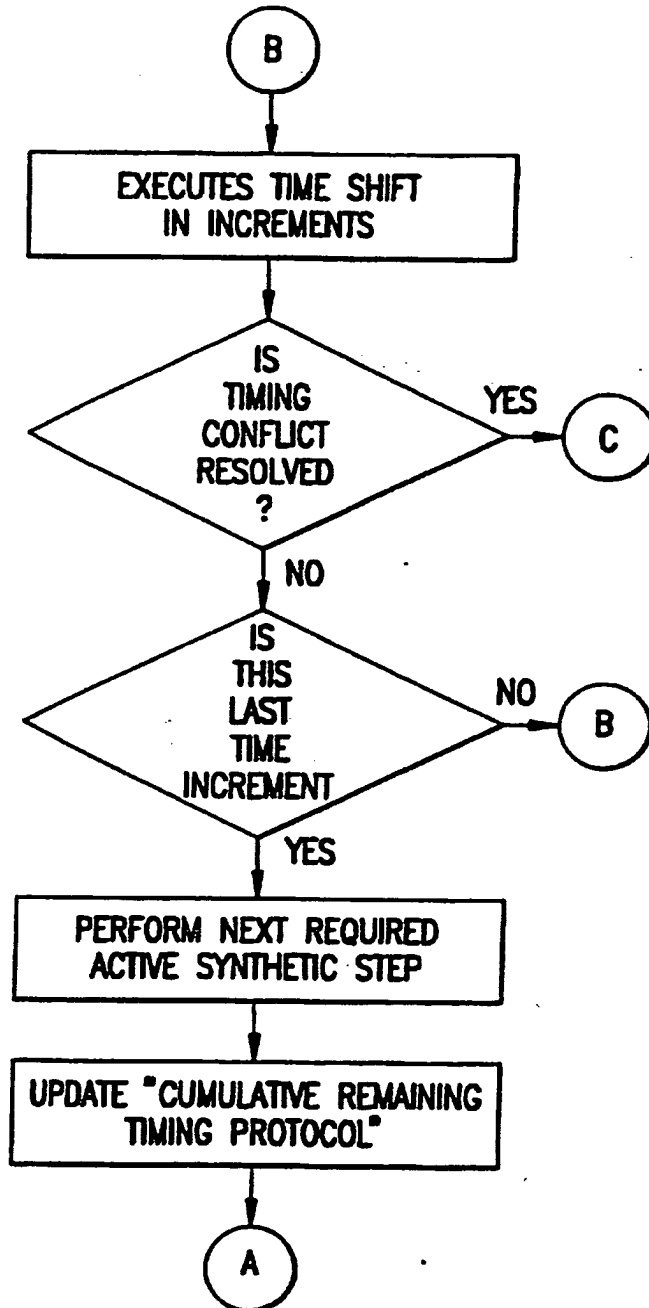 B
EXECUTES TIME SHIFT
IN INCREMENTS
IS
TIMING
CONFLICT
RESOLVED
?
YES
C
NO
IS
THIS
LAST
TIME
INCREMENT
NO
B
YES
PERFORM NEXT REQUIRED
ACTIVE SYNTHETIC STEP
UPDATE "CUMULATIVE REMAINING
TIMING PROTOCOL"
A